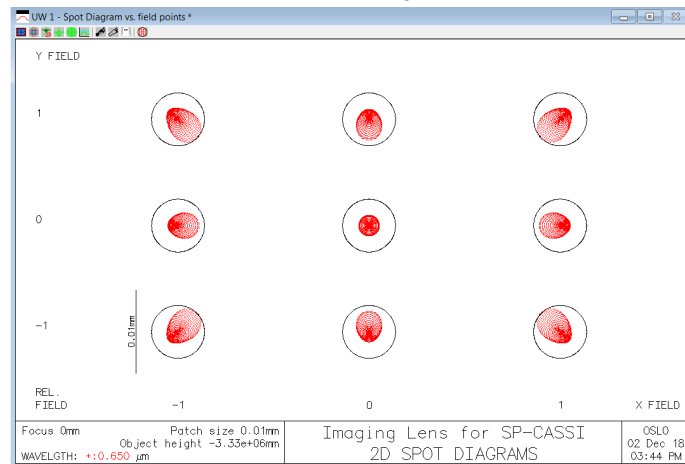 UW 1 - Spot Diagram vs. field points *
Y FIELD
1
0
-1
0.01mm
REL.
FIELD
-1
0
1
X FIELD
Focus 0mm
Patch size 0.01mm
Object height -3.33e+06mm
WAVELGTH: +:0.650 µm
Imaging Lens for SP-CASSI
2D SPOT DIAGRAMS
OSLO
02 Dec 18
03:44 PM